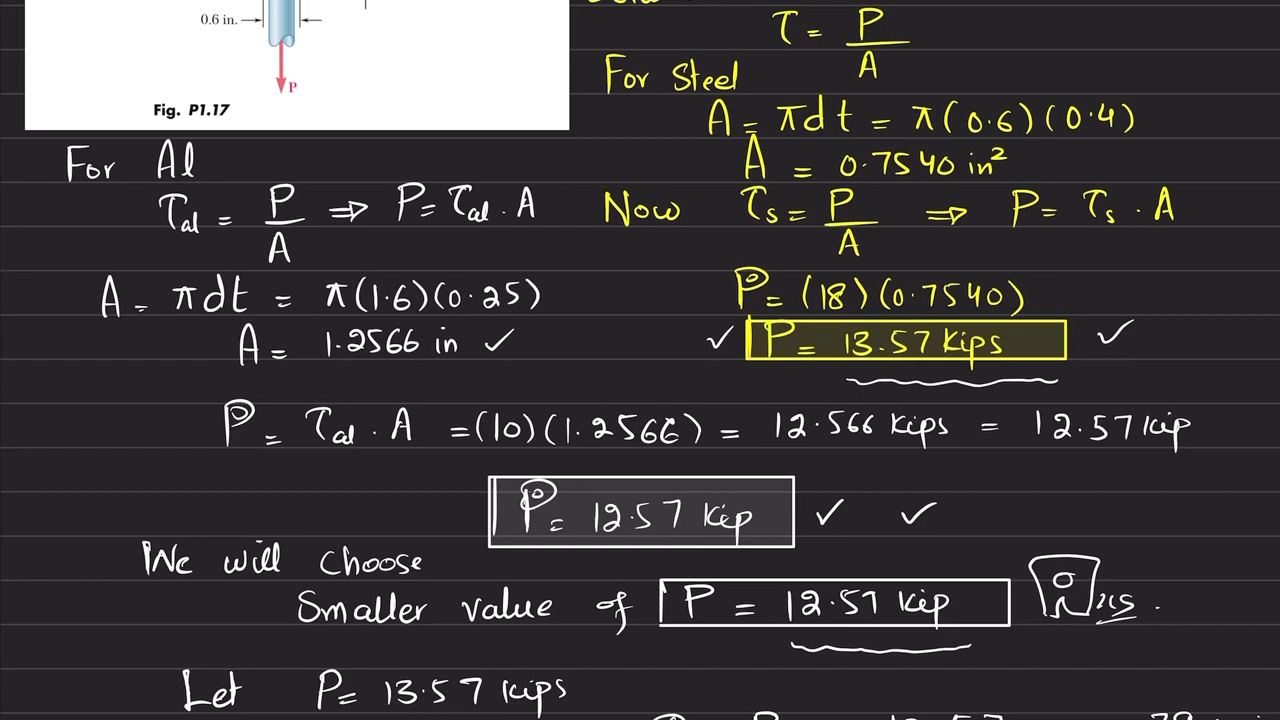 0.6 in.
P
Fig. P1.17
τ = P / A
For Steel
A = πdt = π(0.6)(0.4)
A = 0.7540 in²
Now τs = P / A ⇒ P = τs . A
P = (18)(0.7540)
✓ P = 13.57 Kips ✓
For Al
τal = P / A ⇒ P = τal . A
A = πdt = π(1.6)(0.25)
A = 1.2566 in ✓
P = τal . A = (10)(1.2566) = 12.566 Kips = 12.57 Kip
P = 12.57 Kip ✓ ✓
We will choose
Smaller value of P = 12.57 Kip
Let P = 13.57 Kips